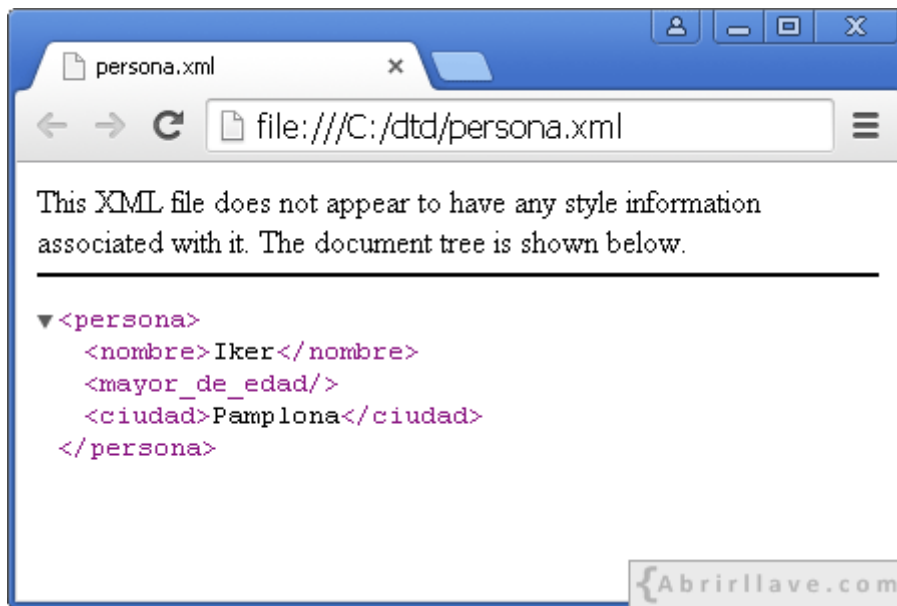 persona.xml
file:///C:/dtd/persona.xml
This XML file does not appear to have any style information
associated with it. The document tree is shown below.
▼<persona>
<nombre>Iker</nombre>
<mayor_de_edad/>
<ciudad>Pamplona</ciudad>
</persona>
{Abrirllave.com